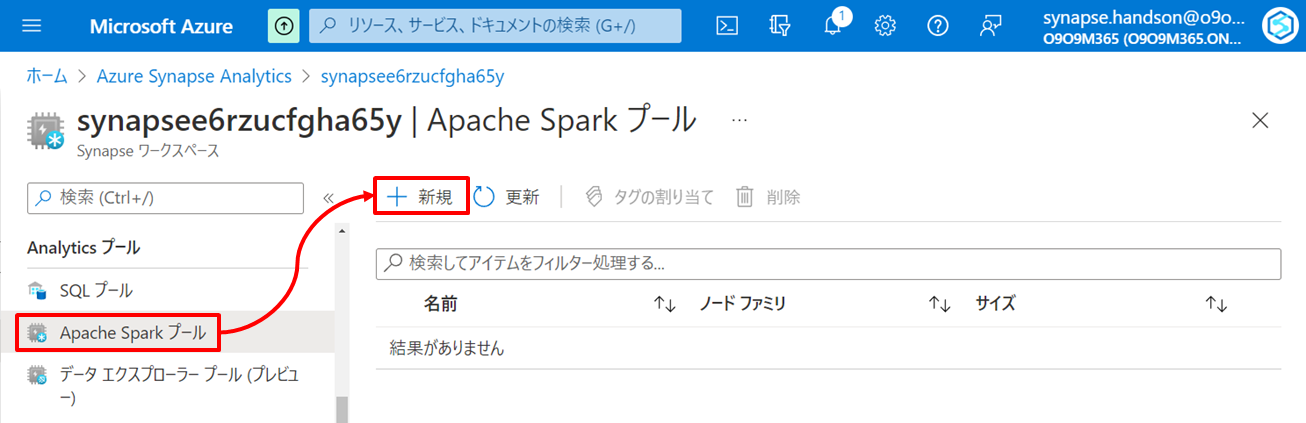 Microsoft Azure
リソース、サービス、ドキュメントの検索 (G+/)
1
synapse.handson@o9o...
O9O9M365 (O9O9M365.ON...
ホーム > Azure Synapse Analytics > synapsee6rzucfgha65y
synapsee6rzucfgha65y | Apache Spark プール ...
Synapse ワークスペース
検索 (Ctrl+/)
«
+ 新規 更新 タグの割り当て 削除
Analytics プール
SQL プール
Apache Spark プール
データ エクスプローラー プール (プレビュ
ー)
検索してアイテムをフィルター処理する...
名前 ↑↓ ノード ファミリ ↑↓ サイズ ↑↓
結果がありません